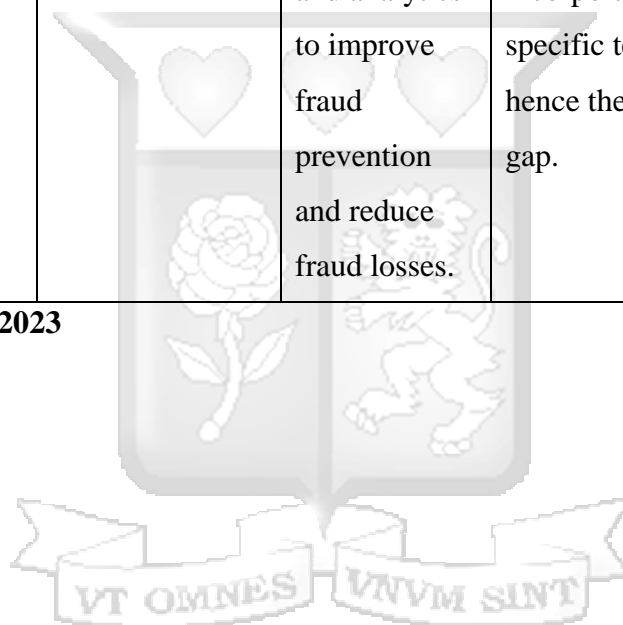 to improve specific t
fraud hence the
prevention gap.
and reduce
fraud losses.
2023
VT OMNES VNVM SINT